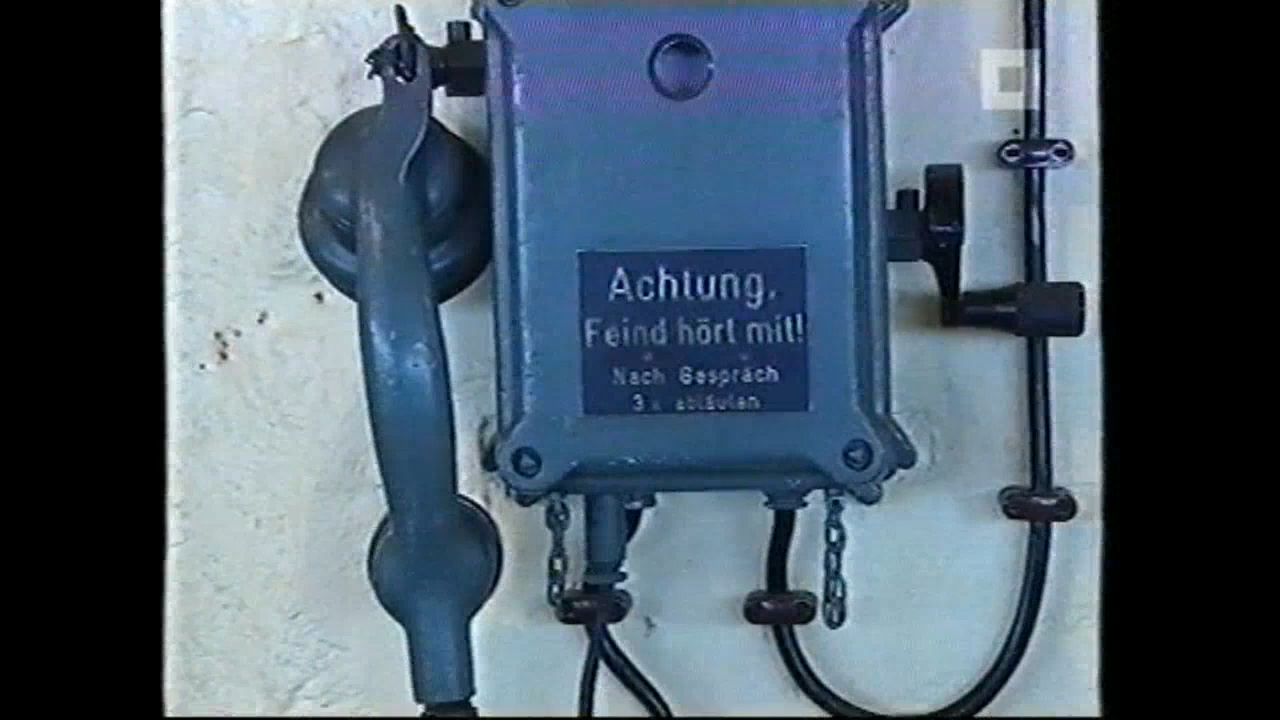 Achtung,
Feind hört mit!
Nach Gespräch
3 x abläuten